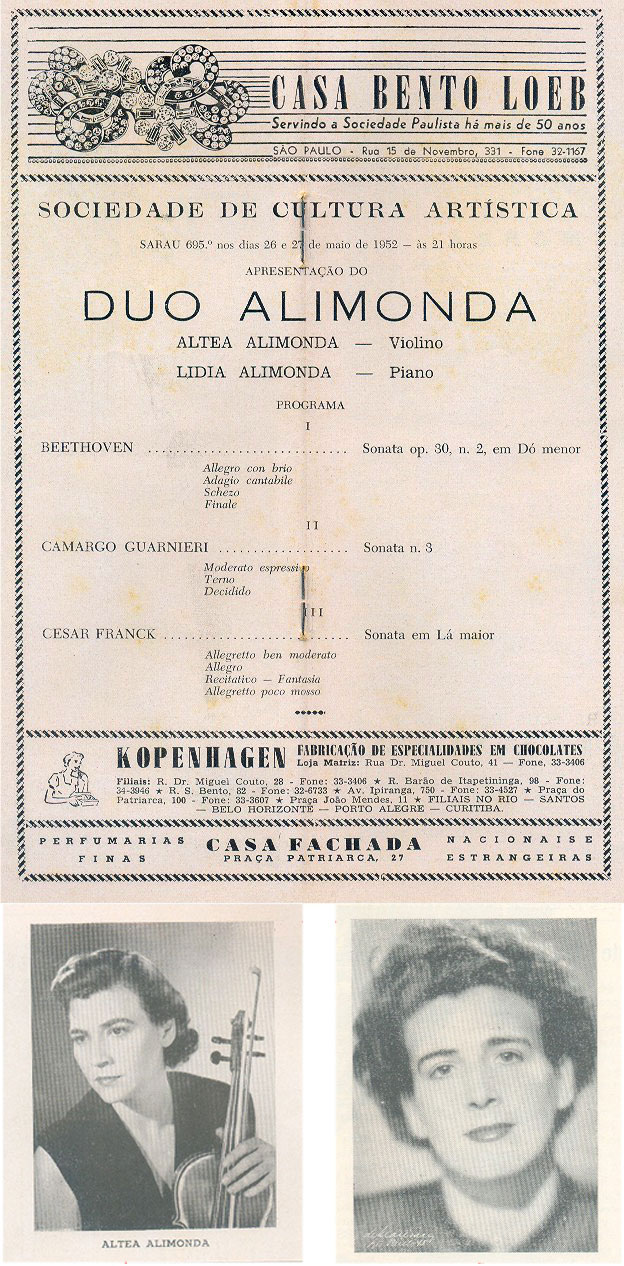 CASA BENTO LOEB
Servindo a Sociedade Paulista há mais de 50 anos
SÃO PAULO - Rua 15 de Novembro, 331 - Fone 32-1167
SOCIEDADE DE CULTURA ARTÍSTICA
SARAU 695.º nos dias 26 e 27 de maio de 1952 — às 21 horas
APRESENTAÇÃO DO
DUO ALIMONDA
ALTEA ALIMONDA — Violino
LIDIA ALIMONDA — Piano
PROGRAMA
I
BEETHOVEN ............................ Sonata op. 30, n. 2, em Dó menor
Allegro con brio
Adagio cantabile
Schezo
Finale
II
CAMARGO GUARNIERI .................. Sonata n. 3
Moderato espressivo
Terno
Decidido
III
CESAR FRANCK .......................... Sonata em Lá maior
Allegretto ben moderato
Allegro
Recitativo — Fantasia
Allegretto poco mosso
KOPENHAGEN FABRICAÇÃO DE ESPECIALIDADES EM CHOCOLATES
Loja Matriz: Rua Dr. Miguel Couto, 41 — Fone, 33-3406
Filiais: R. Dr. Miguel Couto, 28 - Fone: 33-3406 ★ R. Barão de Itapetininga, 98 - Fone:
34-3946 ★ R. S. Bento, 82 - Fone: 32-6733 ★ Av. Ipiranga, 750 - Fone: 33-4527 ★ Praça do
Patriarca, 100 - Fone: 33-3607 ★ Praça João Mendes, 11 ★ FILIAIS NO RIO — SANTOS
— BELO HORIZONTE — PORTO ALEGRE — CURITIBA.
PERFUMARIAS CASA FACHADA NACIONAISE
FINAS PRAÇA PATRIARCA, 27 ESTRANGEIRAS
ALTEA ALIMONDA